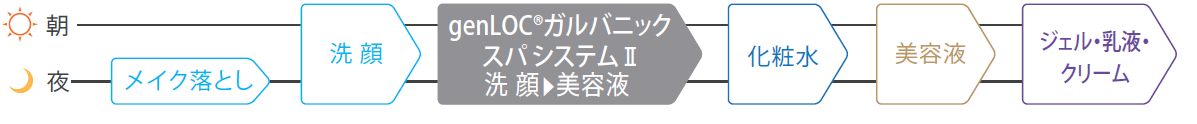 朝
夜
メイク落とし
洗 顔
genLOC®ガルバニック
スパ システム II
洗 顔▶美容液
化粧水
美容液
ジェル・乳液・
クリーム